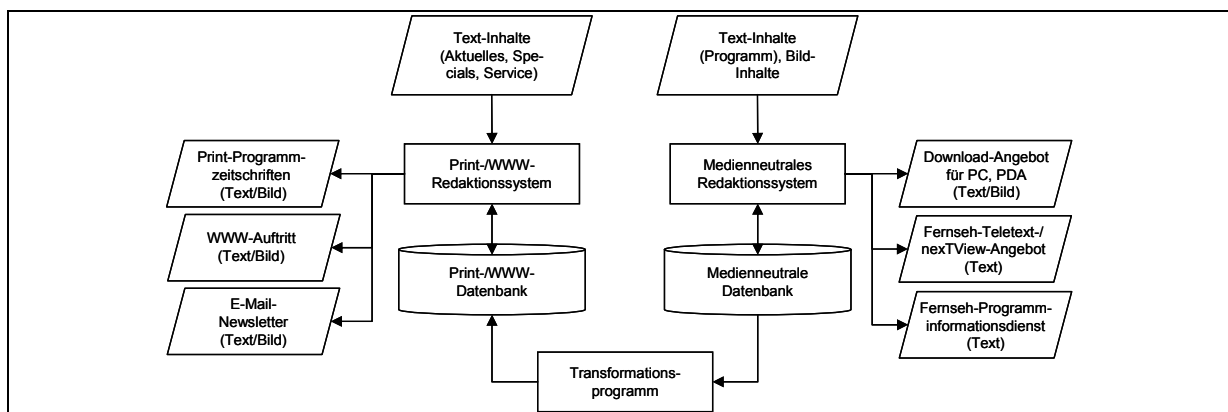 Text-Inhalte
(Aktuelles, Spe-
cials, Service)
Text-Inhalte
(Programm), Bild-
Inhalte
Print-Programm-
zeitschriften
(Text/Bild)
Print-/WWW-
Redaktionssystem
Medienneutrales
Redaktionssystem
Download-Angebot
für PC, PDA
(Text/Bild)
WWW-Auftritt
(Text/Bild)
Print-/WWW-
Datenbank
Medienneutrale
Datenbank
Fernseh-Teletext-/
nexTView-Angebot
(Text)
E-Mail-
Newsletter
(Text/Bild)
Fernseh-Programm-
informationsdienst
(Text)
Transformations-
programm